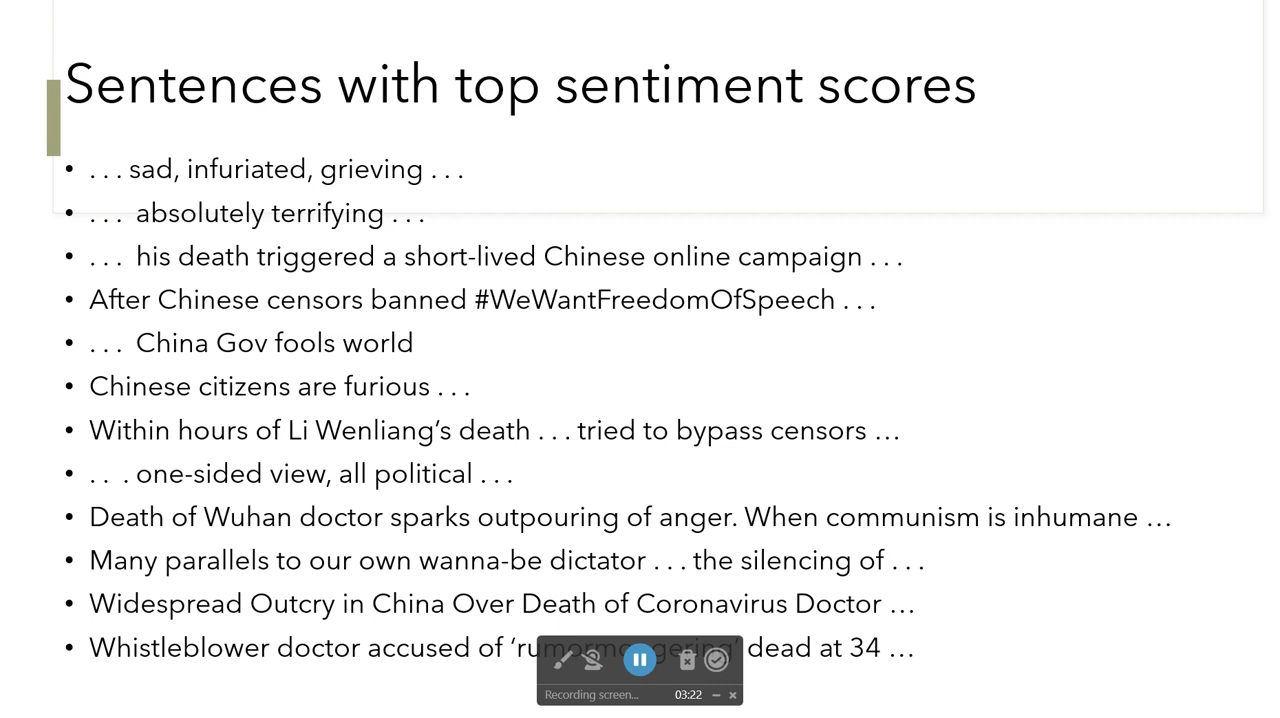 Sentences with top sentiment scores
• . . . sad, infuriated, grieving . . .
• . . . absolutely terrifying . . .
• . . . his death triggered a short-lived Chinese online campaign . . .
• After Chinese censors banned #WeWantFreedomOfSpeech . . .
• . . . China Gov fools world
• Chinese citizens are furious . . .
• Within hours of Li Wenliang’s death . . . tried to bypass censors …
• . . . one-sided view, all political . . .
• Death of Wuhan doctor sparks outpouring of anger. When communism is inhumane …
• Many parallels to our own wanna-be dictator . . . the silencing of . . .
• Widespread Outcry in China Over Death of Coronavirus Doctor …
• Whistleblower doctor accused of ‘rumormongering’ dead at 34 …
Recording screen... 03:22